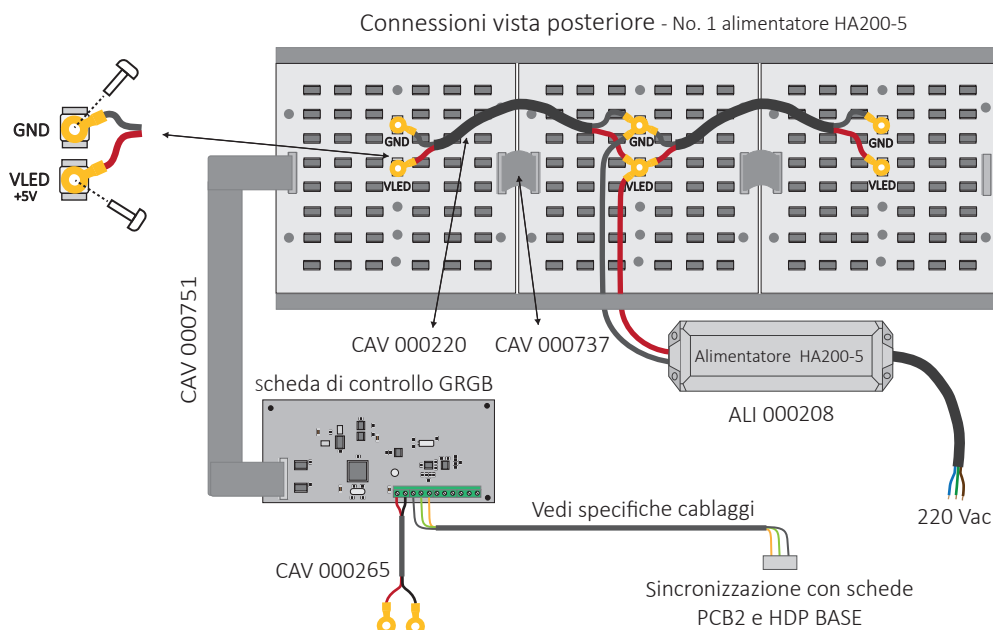 Connessioni vista posteriore - No. 1 alimentatore HA200-5
GND
VLED
+5V
GND
VLED
GND
VLED
GND
VLED
CAV 000751
CAV 000220
CAV 000737
Alimentatore HA200-5
ALI 000208
scheda di controllo GRGB
220 Vac
Vedi specifiche cablaggi
CAV 000265
Sincronizzazione con schede
PCB2 e HDP BASE